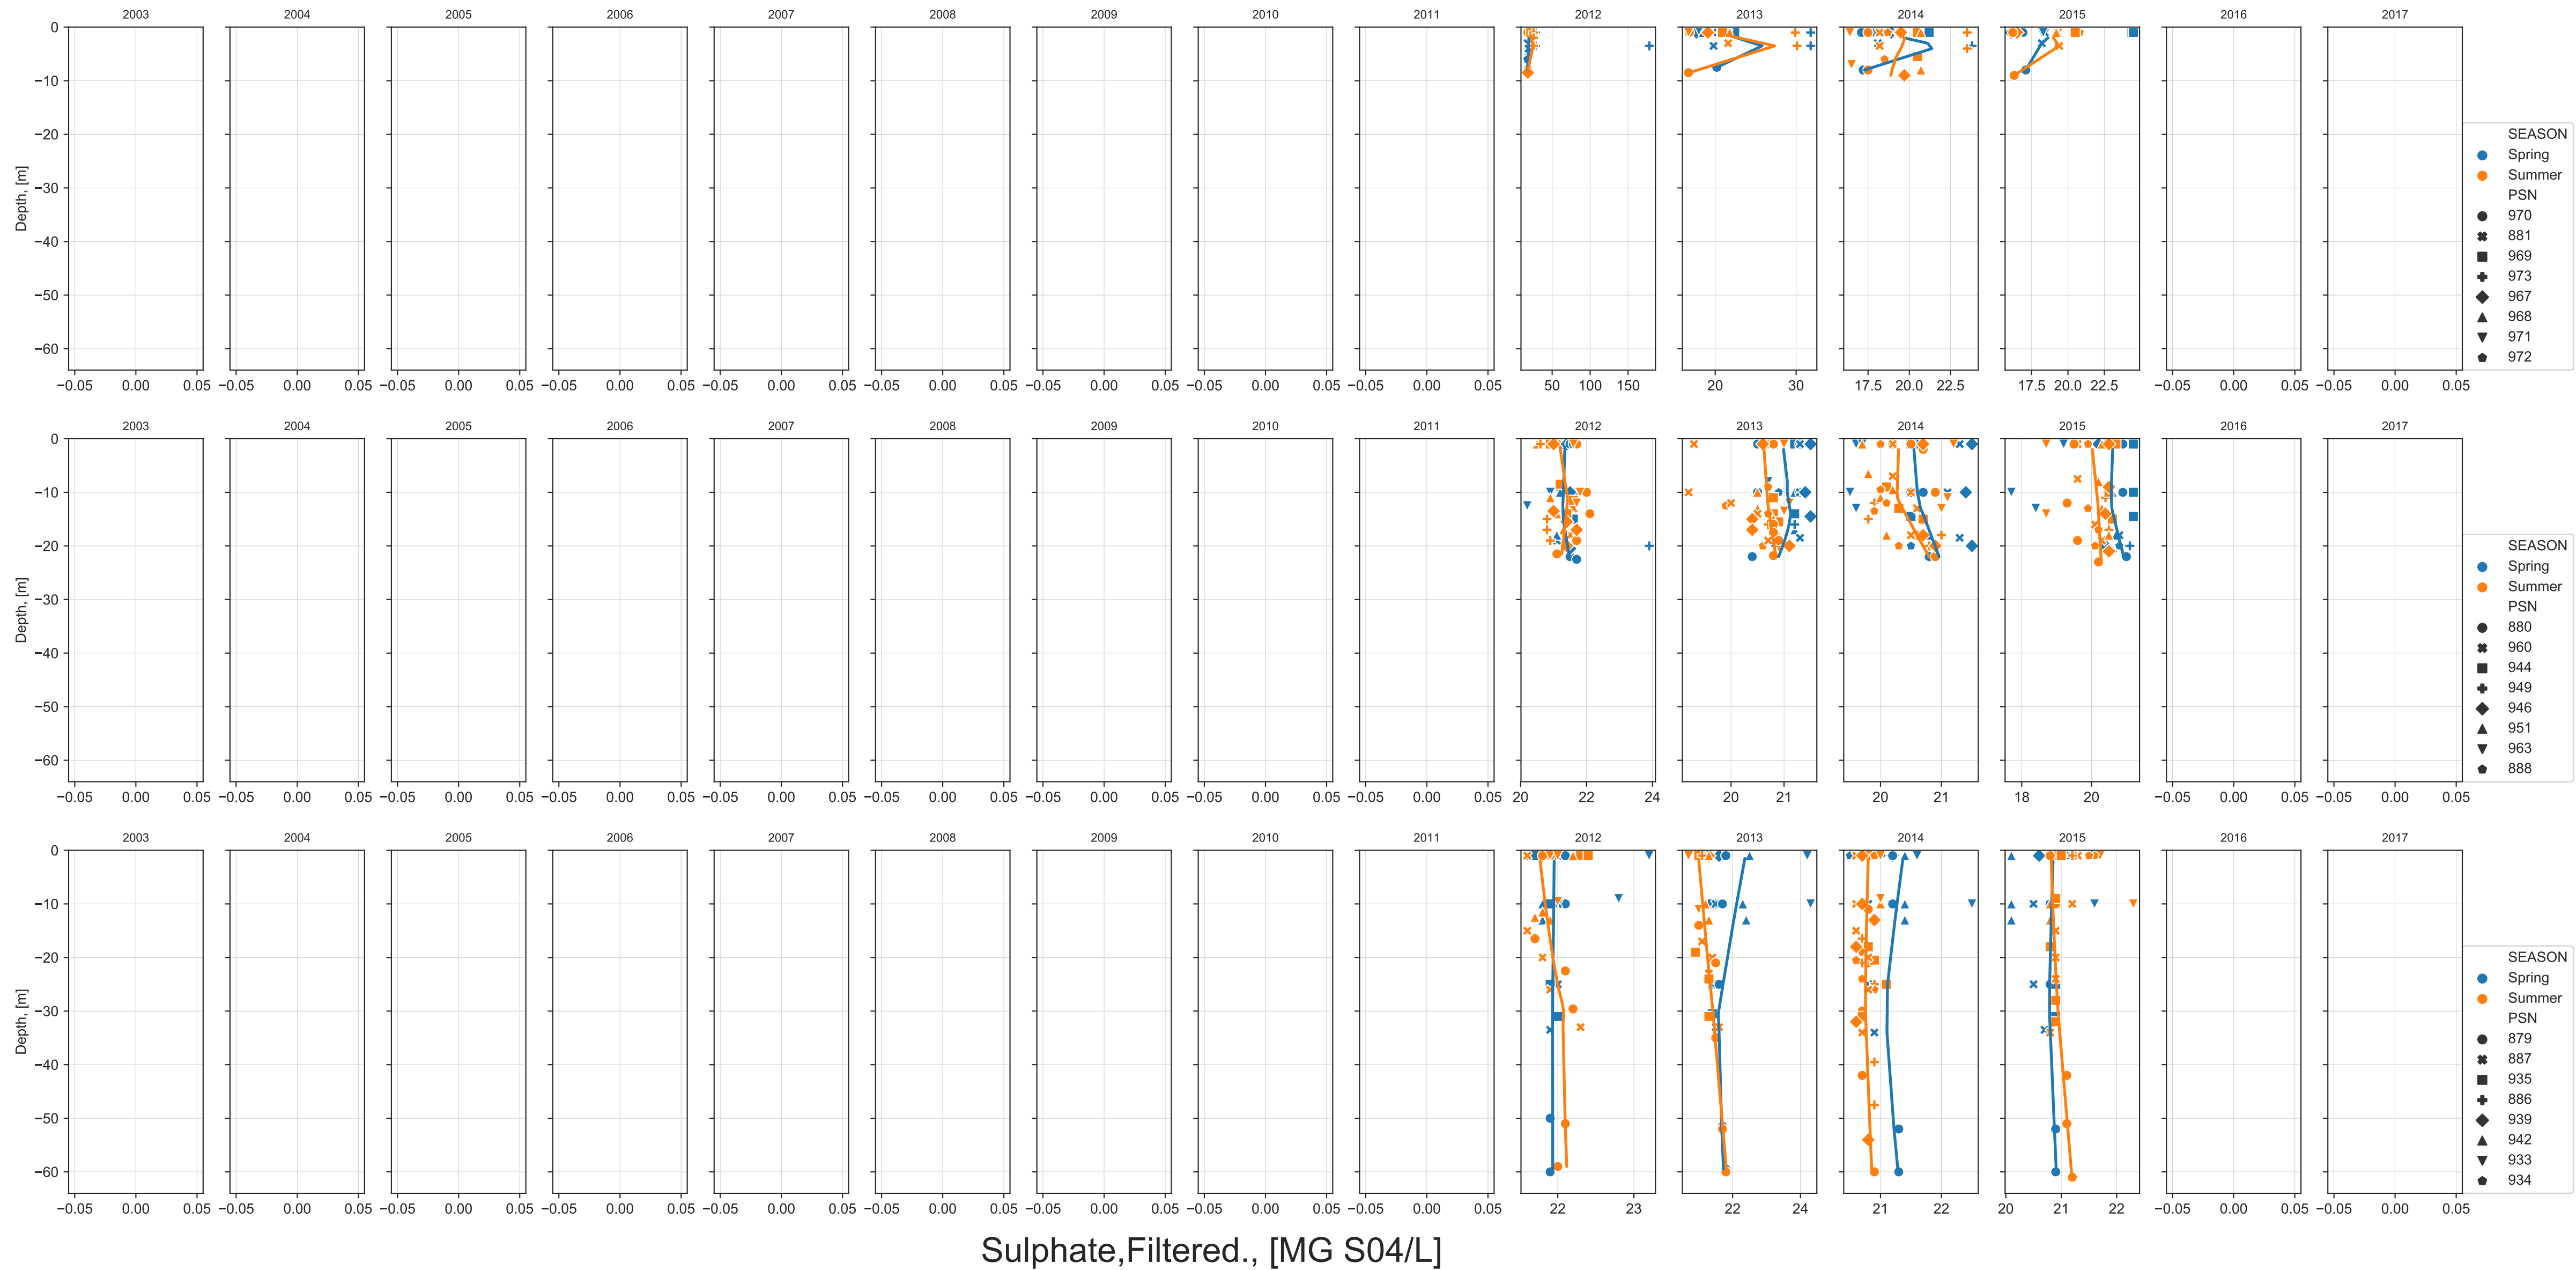 2003 2004 2005 2006 2007 2008 2009 2010 2011 2012 2013 2014 2015 2016 2017
0
−10
−20
−30
−40
−50
−60
Depth, [m]
−0.05 0.00 0.05 −0.05 0.00 0.05 −0.05 0.00 0.05 −0.05 0.00 0.05 −0.05 0.00 0.05 −0.05 0.00 0.05 −0.05 0.00 0.05 −0.05 0.00 0.05 −0.05 0.00 0.05 50 100 150 20 30 17.5 20.0 22.5 17.5 20.0 22.5 −0.05 0.00 0.05 −0.05 0.00 0.05
SEASON
Spring
Summer
PSN
970
881
969
973
967
968
971
972
2003 2004 2005 2006 2007 2008 2009 2010 2011 2012 2013 2014 2015 2016 2017
0
−10
−20
−30
−40
−50
−60
Depth, [m]
−0.05 0.00 0.05 −0.05 0.00 0.05 −0.05 0.00 0.05 −0.05 0.00 0.05 −0.05 0.00 0.05 −0.05 0.00 0.05 −0.05 0.00 0.05 −0.05 0.00 0.05 −0.05 0.00 0.05 20 22 24 20 21 20 21 18 20 −0.05 0.00 0.05 −0.05 0.00 0.05
SEASON
Spring
Summer
PSN
880
960
944
949
946
951
963
888
2003 2004 2005 2006 2007 2008 2009 2010 2011 2012 2013 2014 2015 2016 2017
0
−10
−20
−30
−40
−50
−60
Depth, [m]
−0.05 0.00 0.05 −0.05 0.00 0.05 −0.05 0.00 0.05 −0.05 0.00 0.05 −0.05 0.00 0.05 −0.05 0.00 0.05 −0.05 0.00 0.05 −0.05 0.00 0.05 −0.05 0.00 0.05 22 23 22 24 21 22 20 21 22 −0.05 0.00 0.05 −0.05 0.00 0.05
SEASON
Spring
Summer
PSN
879
887
935
886
939
942
933
934
Sulphate,Filtered., [MG S04/L]